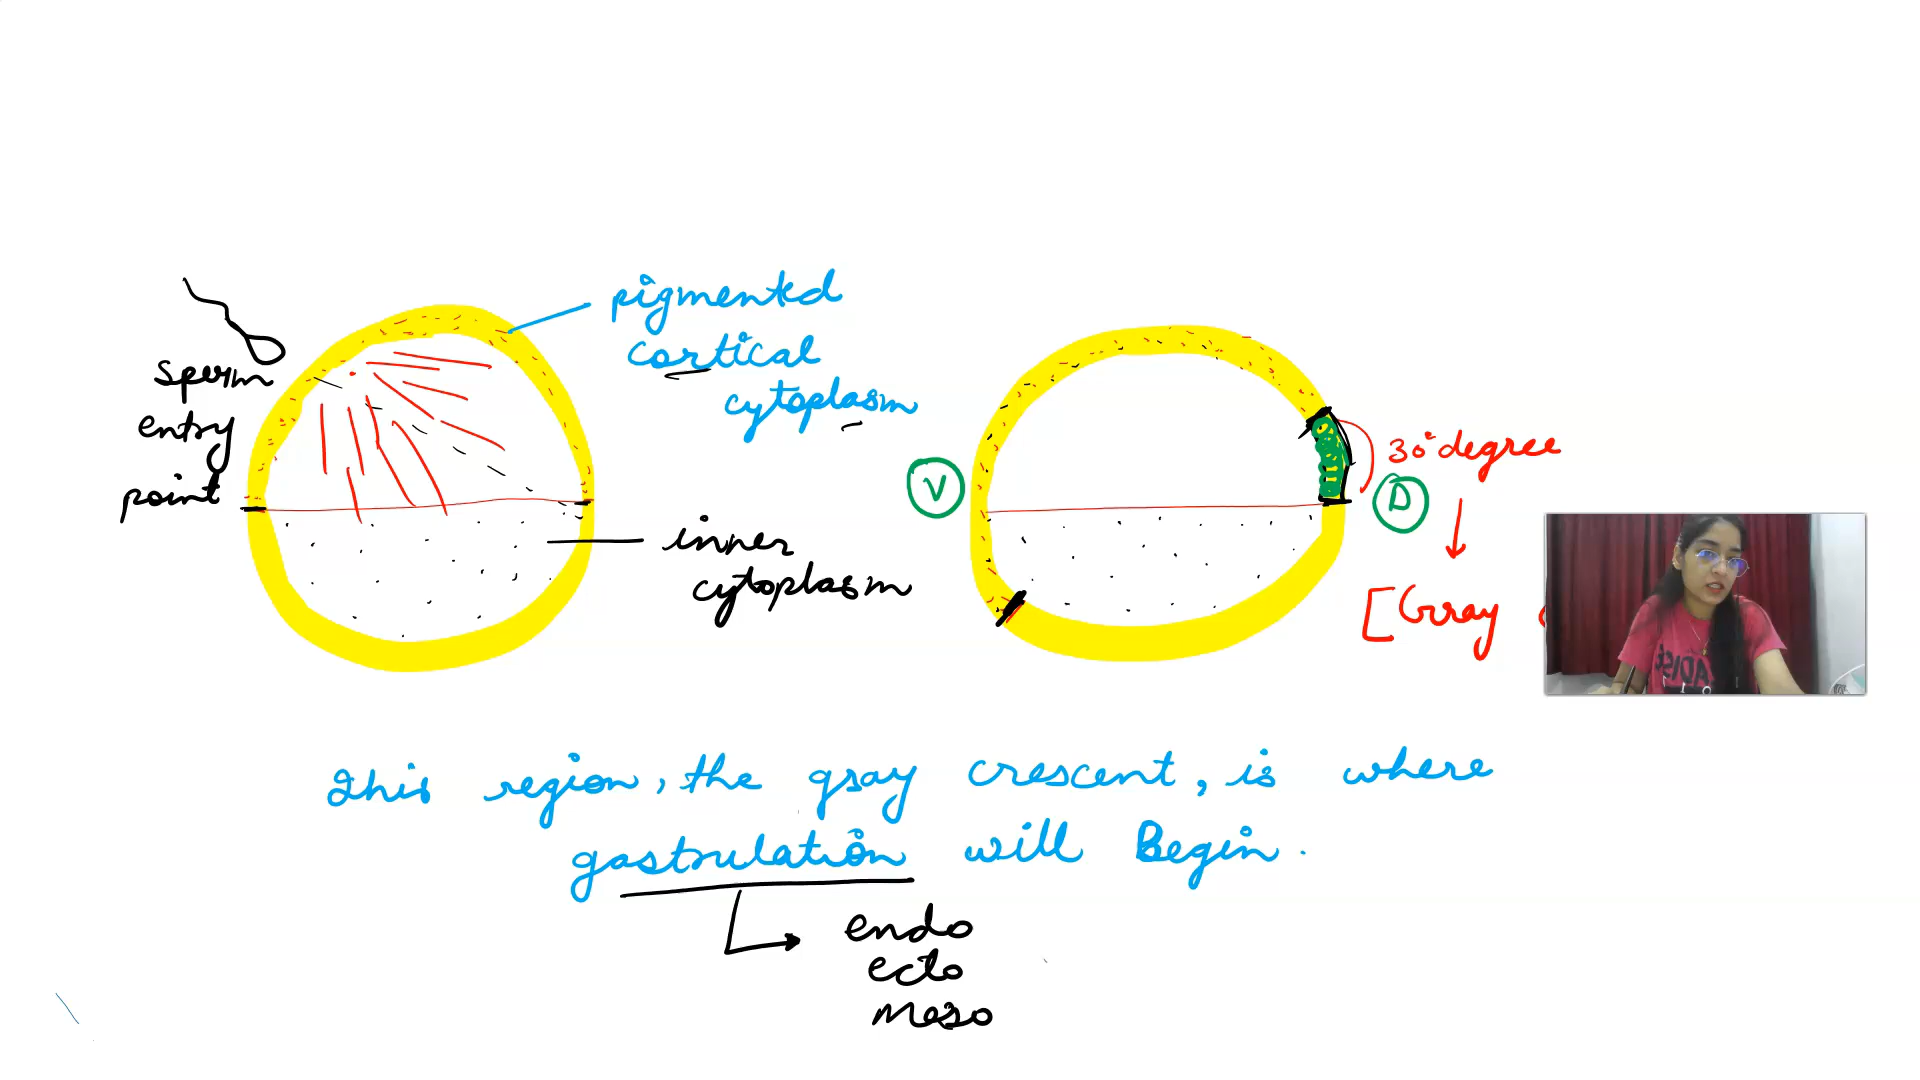 pigmented
cortical
cytoplasm
sperm
entry
point
inner
cytoplasm
V
30° degree
D
[Gray
This region, the gray crescent, is where
gastrulation will Begin.
endo
ecto
meso